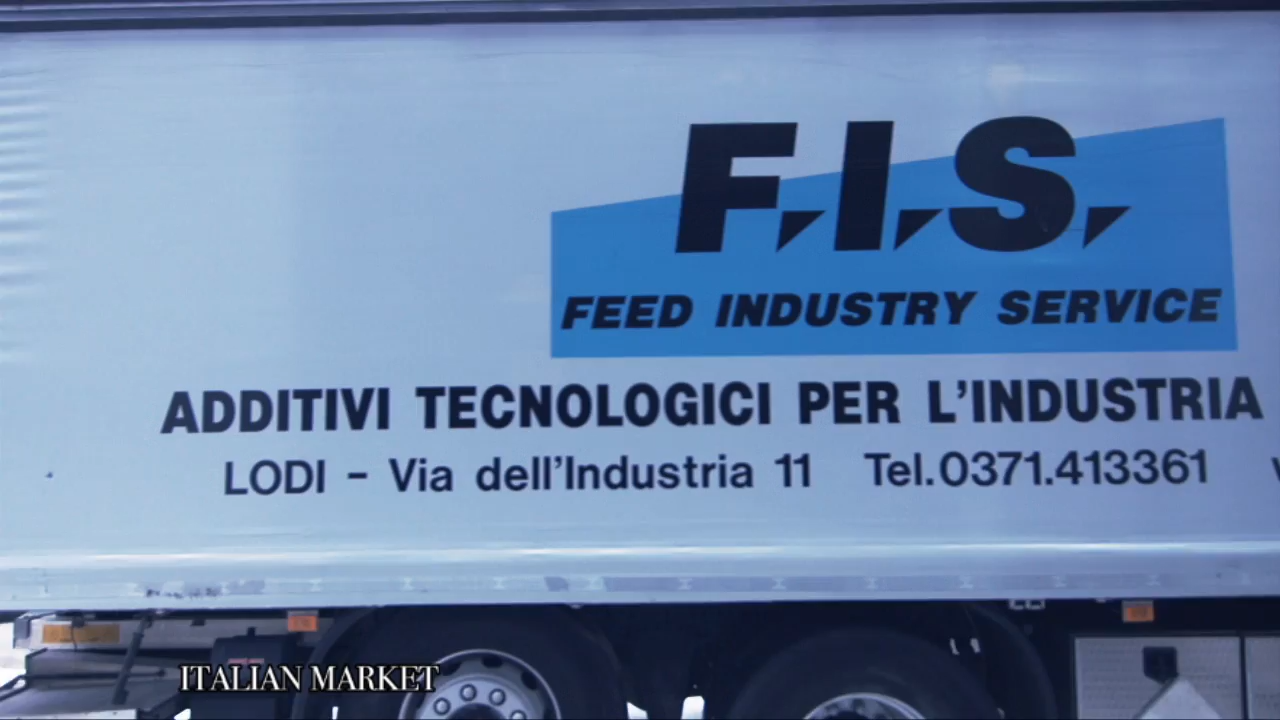 F.I.S.
FEED INDUSTRY SERVICE
ADDITIVI TECNOLOGICI PER L'INDUSTRIA
LODI - Via dell'Industria 11 Tel.0371.413361
ITALIAN MARKET